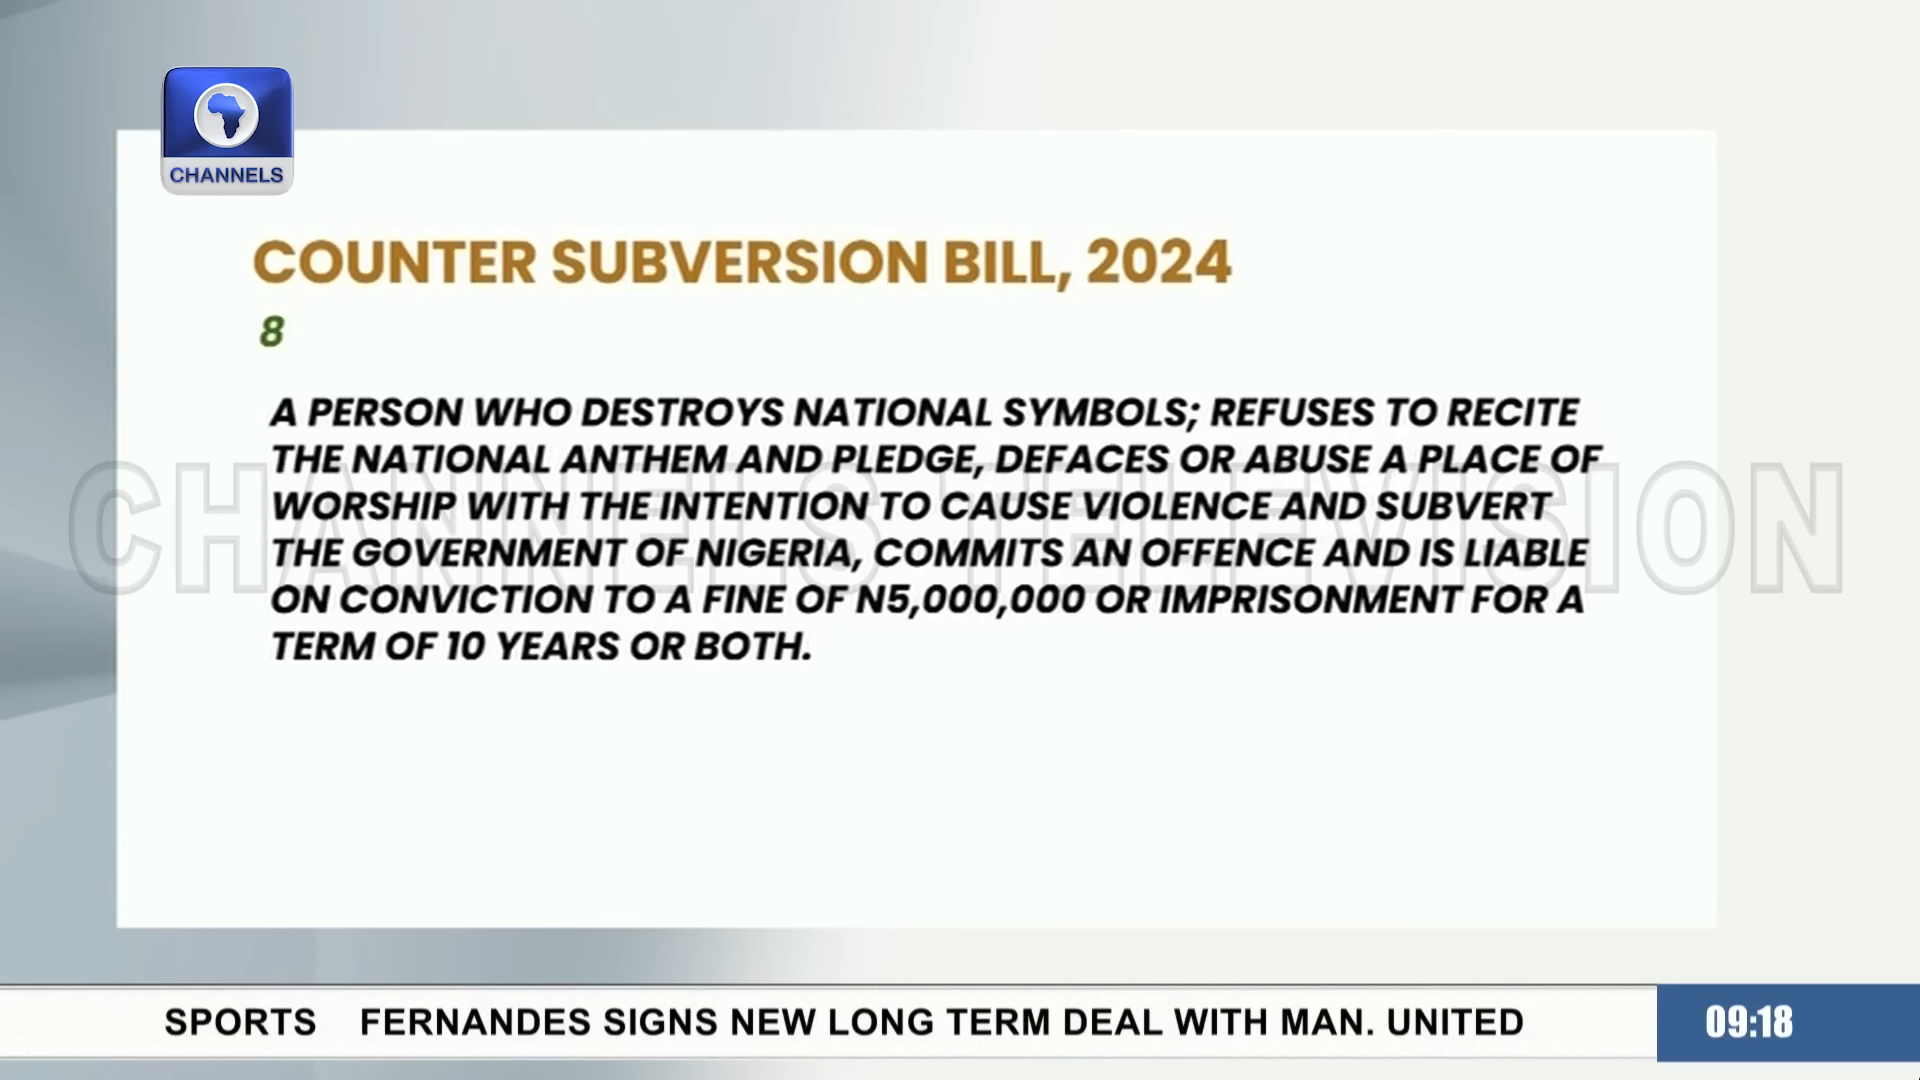 CHANNELS
COUNTER SUBVERSION BILL, 2024
8
A PERSON WHO DESTROYS NATIONAL SYMBOLS; REFUSES TO RECITE
THE NATIONAL ANTHEM AND PLEDGE, DEFACES OR ABUSE A PLACE OF
WORSHIP WITH THE INTENTION TO CAUSE VIOLENCE AND SUBVERT
THE GOVERNMENT OF NIGERIA, COMMITS AN OFFENCE AND IS LIABLE
ON CONVICTION TO A FINE OF N5,000,000 OR IMPRISONMENT FOR A
TERM OF 10 YEARS OR BOTH.
CHANNELS TELEVISION
SPORTS FERNANDES SIGNS NEW LONG TERM DEAL WITH MAN. UNITED
09:18